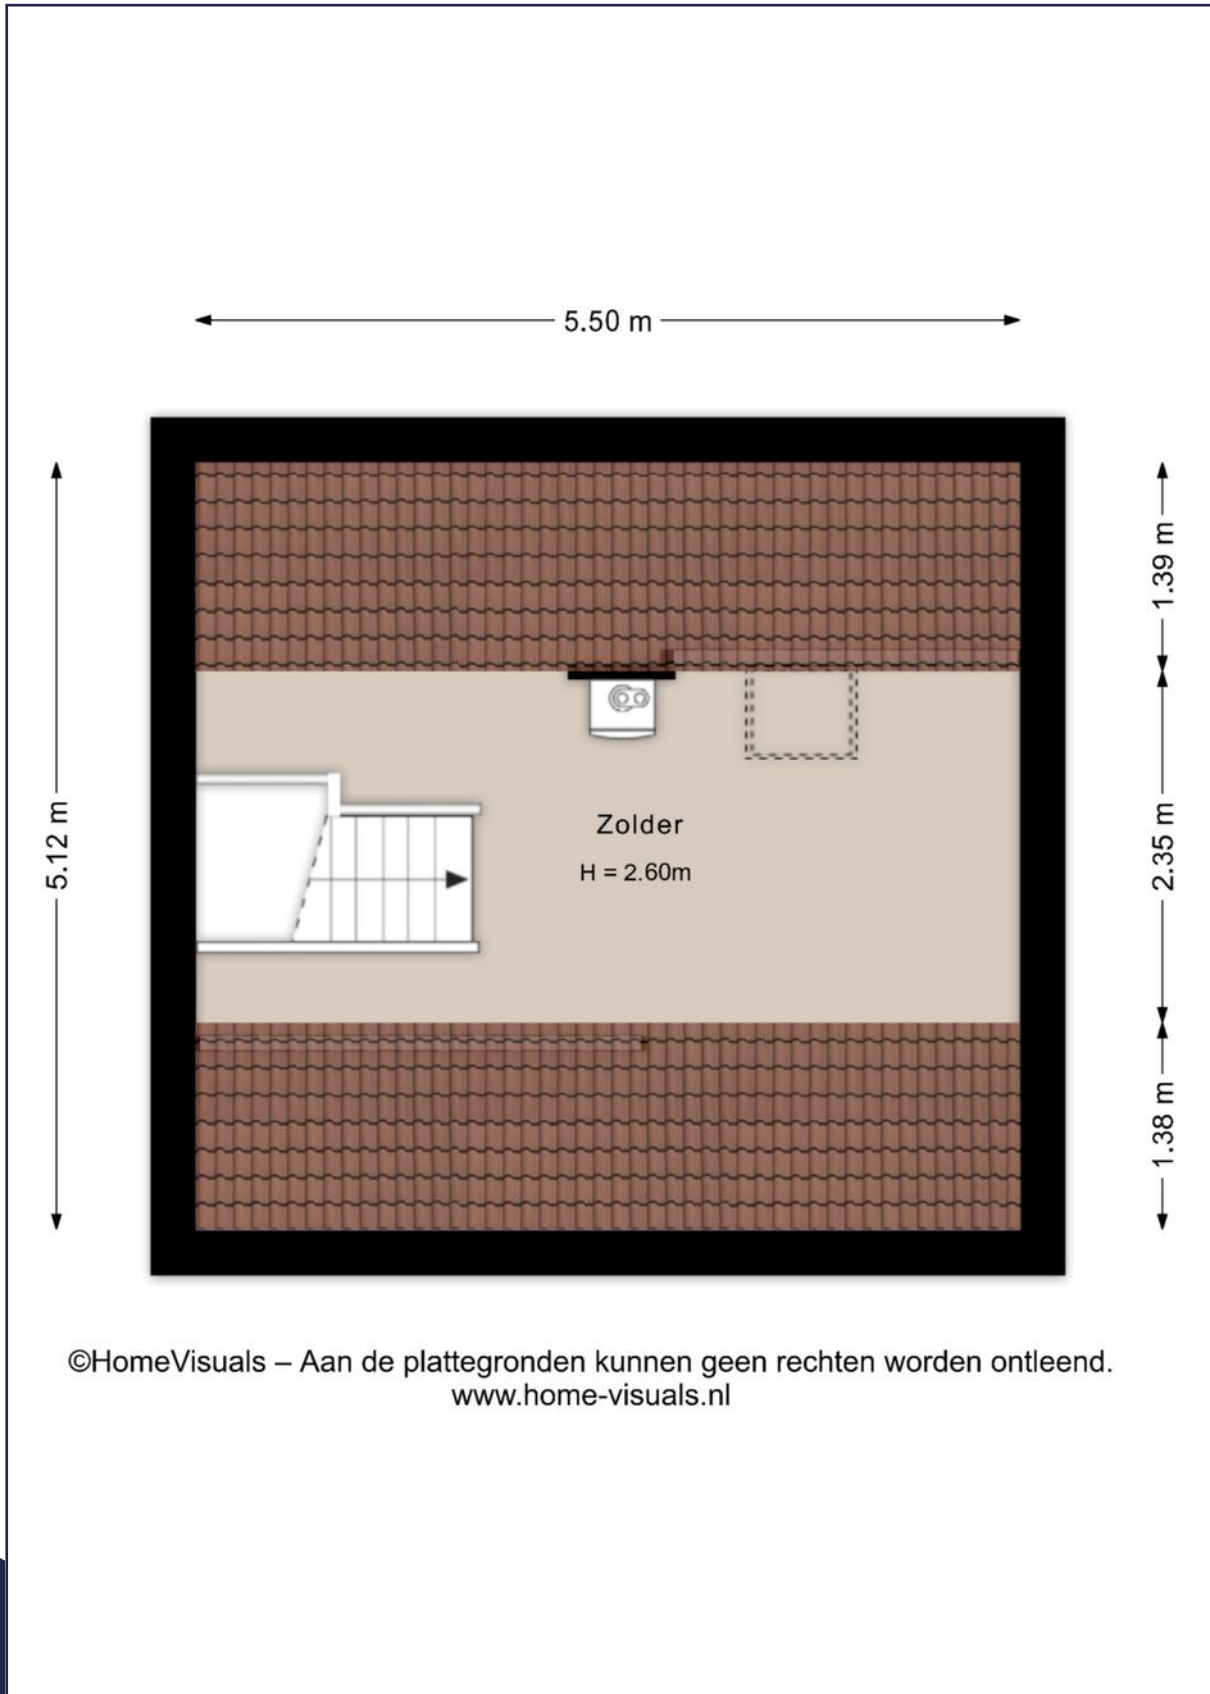 5.50 m
1.39 m
5.12 m
2.35 m
Zolder
H = 2.60m
1.38 m
©HomeVisuals – Aan de plattegronden kunnen geen rechten worden ontleend.
www.home-visuals.nl